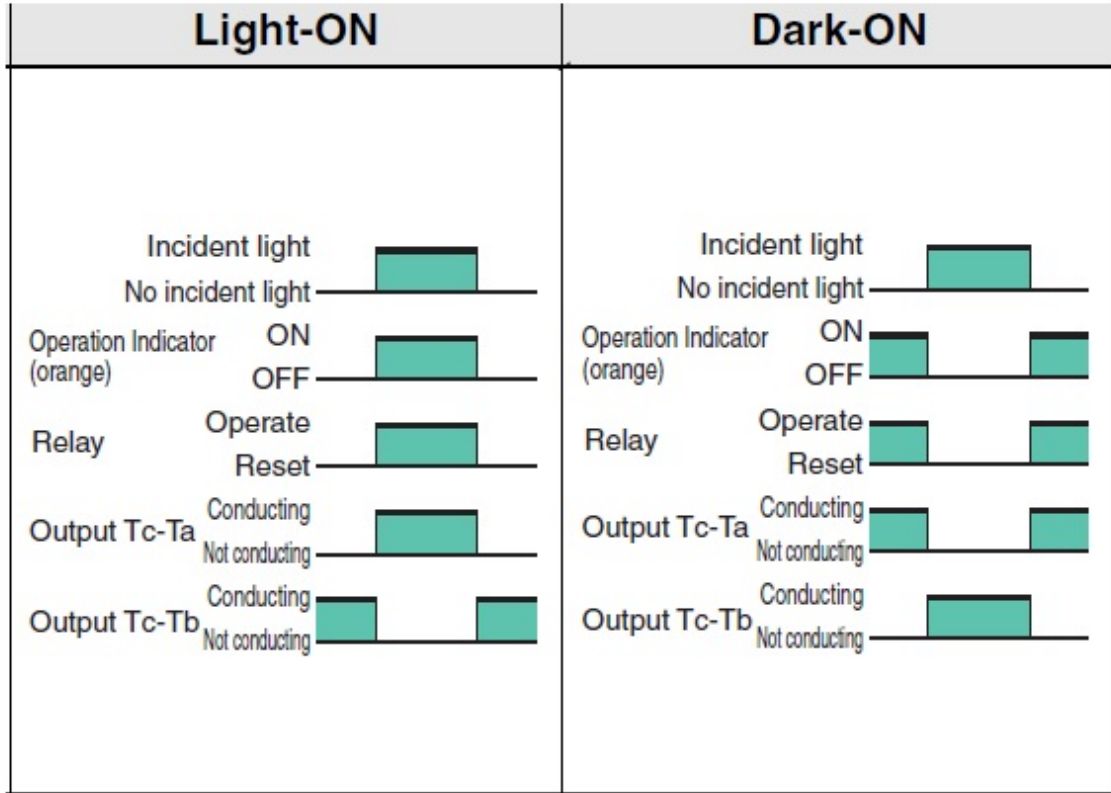 Light-ON
Dark-ON
Incident light
No incident light
Operation Indicator
(orange)
ON
OFF
Relay
Operate
Reset
Output Tc-Ta
Conducting
Not conducting
Output Tc-Tb
Conducting
Not conducting
Incident light
No incident light
Operation Indicator
(orange)
ON
OFF
Relay
Operate
Reset
Output Tc-Ta
Conducting
Not conducting
Output Tc-Tb
Conducting
Not conducting